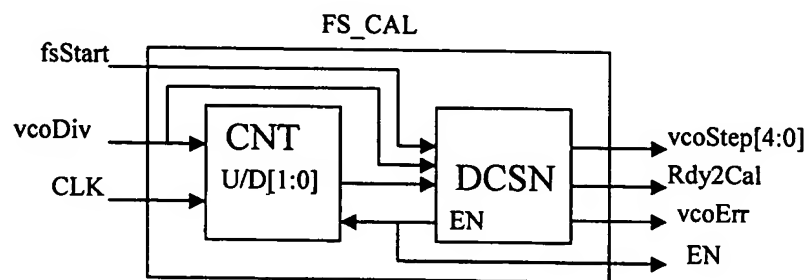 FS_CAL
fsStart
vcoDiv
CLK
CNT
U/D[1:0]
DCSN
EN
vcoStep[4:0]
Rdy2Cal
vcoErr
EN